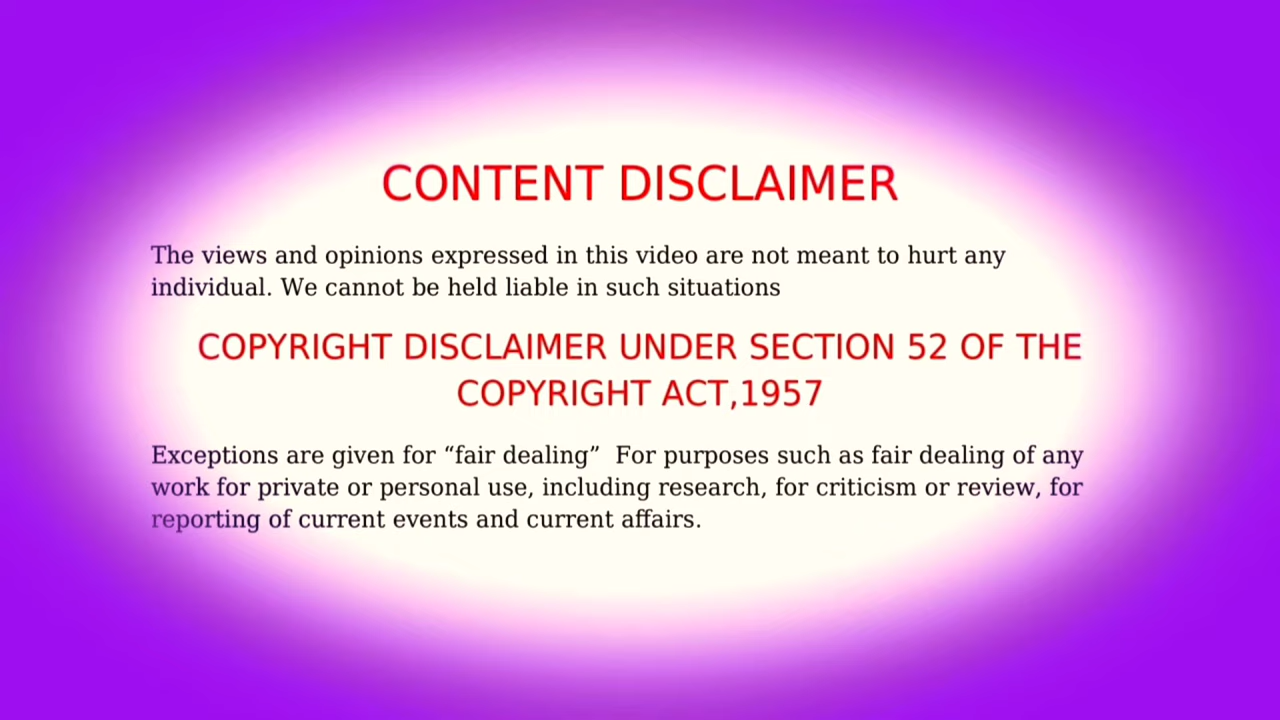 CONTENT DISCLAIMER
The views and opinions expressed in this video are not meant to hurt any
individual. We cannot be held liable in such situations
COPYRIGHT DISCLAIMER UNDER SECTION 52 OF THE
COPYRIGHT ACT,1957
Exceptions are given for “fair dealing”  For purposes such as fair dealing of any
work for private or personal use, including research, for criticism or review, for
reporting of current events and current affairs.